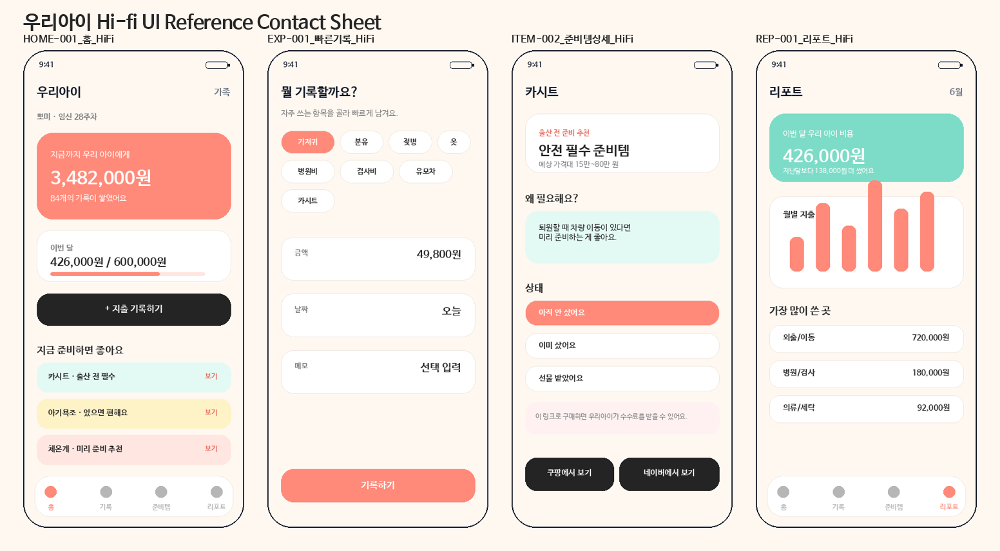 우리아이 Hi-fi UI Reference Contact Sheet
HOME-001_홈_HiFi
9:41
우리아이
가족
뽀미 · 임신 28주차
지금까지 우리 아이에게
3,482,000원
84개의 기록이 쌓였어요
이번 달
426,000원 / 600,000원
+ 지출 기록하기
지금 준비하면 좋아요
카시트 · 출산 전 필수
보기
아기욕조 · 있으면 편해요
보기
체온계 · 미리 준비 추천
보기
홈
기록
준비템
리포트
EXP-001_빠른기록_HiFi
9:41
뭘 기록할까요?
자주 쓰는 항목을 골라 빠르게 남겨요.
기저귀
분유
젖병
옷
병원비
검사비
유모차
카시트
금액
49,800원
날짜
오늘
메모
선택 입력
기록하기
ITEM-002_준비템상세_HiFi
9:41
카시트
출산 전 준비 추천
안전 필수 준비템
예상 가격대 15만~80만 원
왜 필요해요?
퇴원할 때 차량 이동이 있다면
미리 준비하는 게 좋아요.
상태
아직 안 샀어요
이미 샀어요
선물 받았어요
이 링크로 구매하면 우리아이가 수수료를 받을 수 있어요.
쿠팡에서 보기
네이버에서 보기
REP-001_리포트_HiFi
9:41
리포트
6월
이번 달 우리 아이 비용
426,000원
지난달보다 138,000원 더 썼어요
월별 지출
가장 많이 쓴 곳
외출/이동
720,000원
병원/검사
180,000원
의류/세탁
92,000원
홈
기록
준비템
리포트